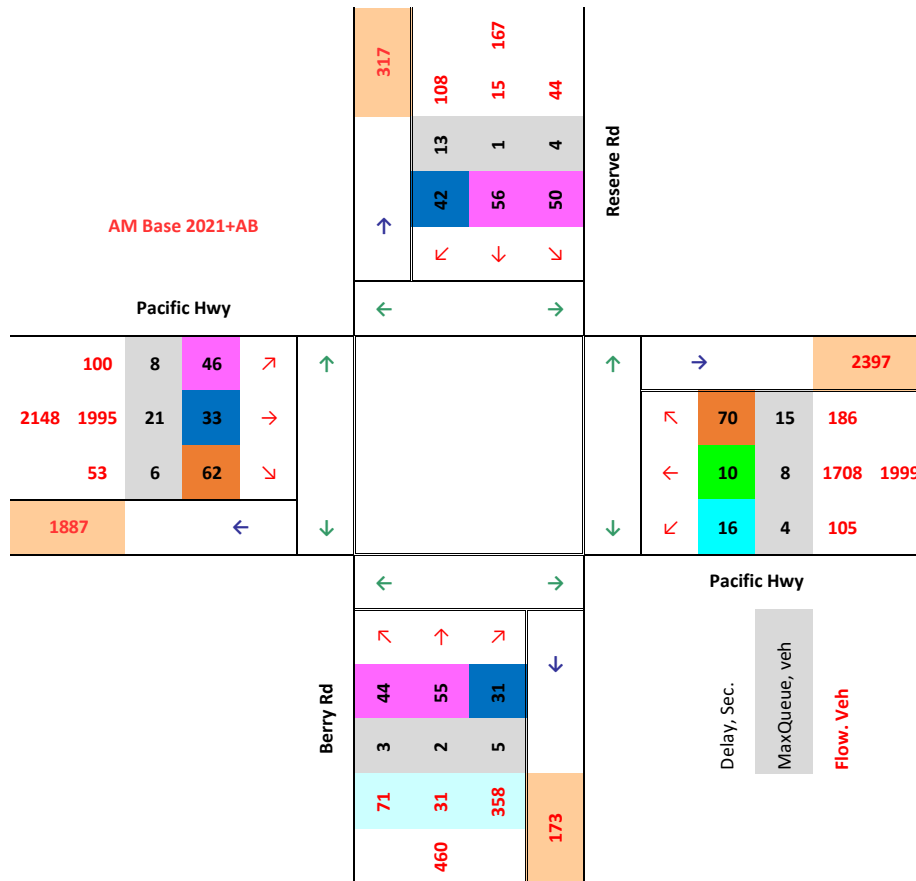 317
167
108 15 44
13 1 4
42 56 50
↑
↙ ↓ ↘
Reserve Rd
AM Base 2021+AB
Pacific Hwy
← →
100 8 46 ↗
2148 1995 21 33 →
53 6 62 ↘
1887 ←
↑ ↓
↑ ↓
→ 2397
↖ 70 15 186
← 10 8 1708 1999
↙ 16 4 105
Pacific Hwy
← →
↖ ↑ ↗
44 55 31
3 2 5
71 31 358
460
↓
173
Berry Rd
Delay, Sec.
MaxQueue, veh
Flow. Veh